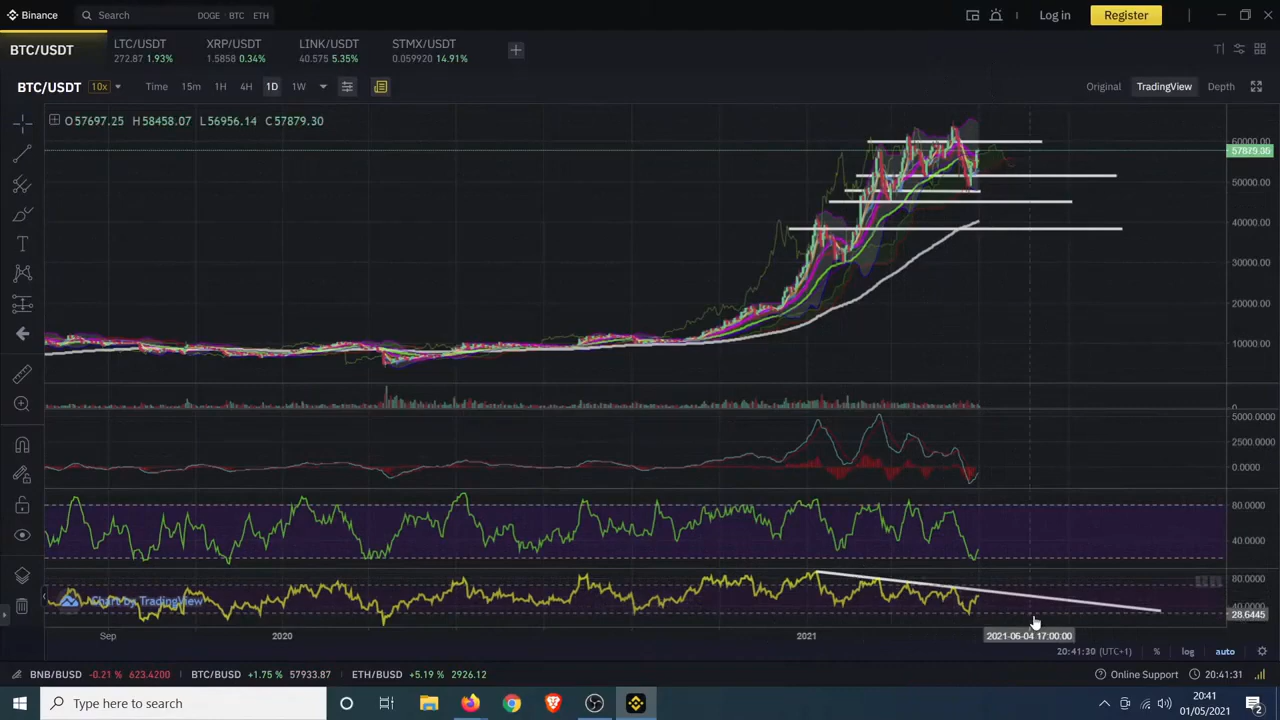 Binance Search DOGE BTC ETH Log in Register
BTC/USDT LTC/USDT XRP/USDT LINK/USDT STMX/USDT
272.87 1.93% 1.5858 0.34% 40.575 5.35% 0.059920 14.91%
BTC/USDT 10x Time 15m 1H 4H 1D 1W Original TradingView Depth
O57697.25 H58458.07 L56956.14 C57879.30
60000.00
57879.30
50000.00
40000.00
30000.00
20000.00
10000.00
0
5000.0000
2500.0000
0.0000
80.0000
40.0000
80.0000
Chart by TradingView
40.0000
28.6445
Sep 2020 2021 2021-06-04 17:00:00
20:41:30 (UTC+1) % log auto
BNB/BUSD -0.21 % 623.4200 BTC/BUSD +1.75 % 57933.87 ETH/BUSD +5.19 % 2926.12 Online Support 20:41:31
Type here to search 20:41
01/05/2021 2